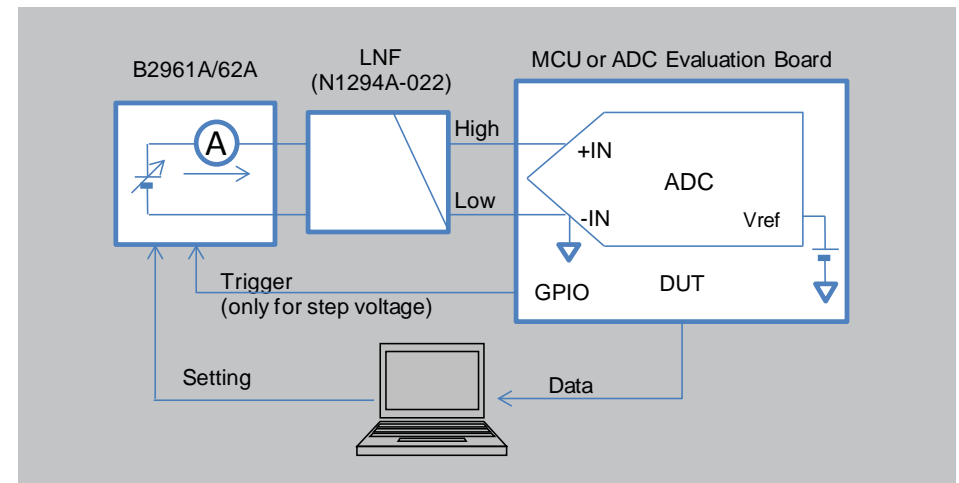 B2961A/62A
LNF
(N1294A-022)
MCU or ADC Evaluation Board
A
High
Low
+IN
ADC
-IN
Vref
GPIO
DUT
Trigger
(only for step voltage)
Setting
Data